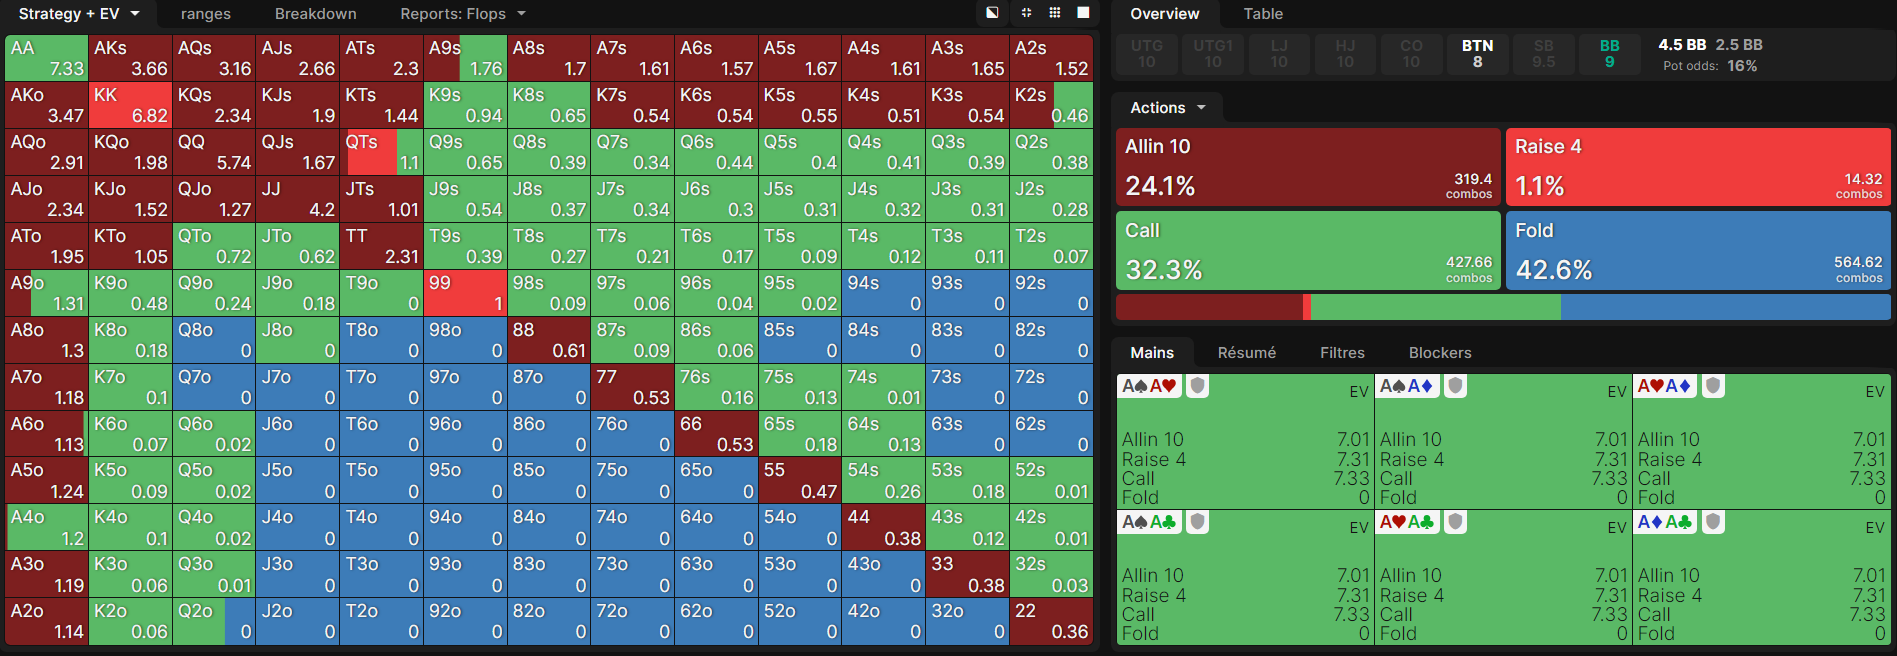 Strategy + EV ranges Breakdown Reports: Flops
AA 7.33 AKs 3.66 AQs 3.16 AJs 2.66 ATs 2.3 A9s 1.76 A8s 1.7 A7s 1.61 A6s 1.57 A5s 1.67 A4s 1.61 A3s 1.65 A2s 1.52
AKo 3.47 KK 6.82 KQs 2.34 KJs 1.9 KTs 1.44 K9s 0.94 K8s 0.65 K7s 0.54 K6s 0.54 K5s 0.55 K4s 0.51 K3s 0.54 K2s 0.46
AQo 2.91 KQo 1.98 QQ 5.74 QJs 1.67 QTs 1.1 Q9s 0.65 Q8s 0.39 Q7s 0.34 Q6s 0.44 Q5s 0.4 Q4s 0.41 Q3s 0.39 Q2s 0.38
AJo 2.34 KJo 1.52 QJo 1.27 JJ 4.2 JTs 1.01 J9s 0.54 J8s 0.37 J7s 0.34 J6s 0.3 J5s 0.31 J4s 0.32 J3s 0.31 J2s 0.28
ATo 1.95 KTo 1.05 QTo 0.72 JTo 0.62 TT 2.31 T9s 0.39 T8s 0.27 T7s 0.21 T6s 0.17 T5s 0.09 T4s 0.12 T3s 0.11 T2s 0.07
A9o 1.31 K9o 0.48 Q9o 0.24 J9o 0.18 T9o 0 99 1 98s 0.09 97s 0.06 96s 0.04 95s 0.02 94s 0 93s 0 92s 0
A8o 1.3 K8o 0.18 Q8o 0 J8o 0 T8o 0 98o 0 88 0.61 87s 0.09 86s 0.06 85s 0 84s 0 83s 0 82s 0
A7o 1.18 K7o 0.1 Q7o 0 J7o 0 T7o 0 97o 0 87o 0 77 0.53 76s 0.16 75s 0.13 74s 0.01 73s 0 72s 0
A6o 1.13 K6o 0.07 Q6o 0.02 J6o 0 T6o 0 96o 0 86o 0 76o 0 66 0.53 65s 0.18 64s 0.13 63s 0 62s 0
A5o 1.24 K5o 0.09 Q5o 0.02 J5o 0 T5o 0 95o 0 85o 0 75o 0 65o 0 55 0.47 54s 0.26 53s 0.18 52s 0.01
A4o 1.2 K4o 0.1 Q4o 0.02 J4o 0 T4o 0 94o 0 84o 0 74o 0 64o 0 54o 0 44 0.38 43s 0.12 42s 0.01
A3o 1.19 K3o 0.06 Q3o 0.01 J3o 0 T3o 0 93o 0 83o 0 73o 0 63o 0 53o 0 43o 0 33 0.38 32s 0.03
A2o 1.14 K2o 0.06 Q2o 0 J2o 0 T2o 0 92o 0 82o 0 72o 0 62o 0 52o 0 42o 0 32o 0 22 0.36
Overview Table
UTG UTG1 LJ HJ CO BTN SB BB 4.5 BB 2.5 BB
10 10 10 10 10 8 9.5 9 Pot odds: 16%
Actions
Allin 10 Raise 4
24.1% 319.4 combos 1.1% 14.32 combos
Call Fold
32.3% 427.66 combos 42.6% 564.62 combos
Mains Résumé Filtres Blockers
A♠A♥ EV A♠A♦ EV A♥A♦ EV
Allin 10 7.01 Allin 10 7.01 Allin 10 7.01
Raise 4 7.31 Raise 4 7.31 Raise 4 7.31
Call 7.33 Call 7.33 Call 7.33
Fold 0 Fold 0 Fold 0
A♠A♣ EV A♥A♣ EV A♦A♣ EV
Allin 10 7.01 Allin 10 7.01 Allin 10 7.01
Raise 4 7.31 Raise 4 7.31 Raise 4 7.31
Call 7.33 Call 7.33 Call 7.33
Fold 0 Fold 0 Fold 0